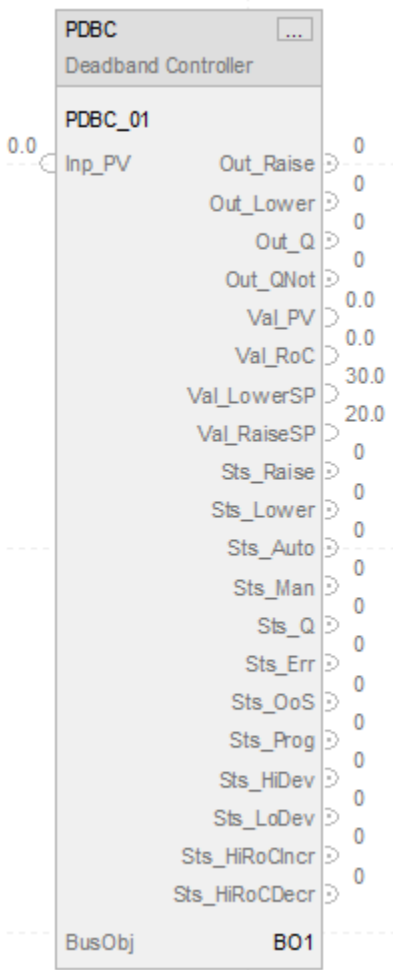 PDBC ...
Deadband Controller
PDBC_01
0.0 Inp_PV Out_Raise 0
Out_Lower 0
Out_Q 0
Out_QNot 0
Val_PV 0.0
Val_RoC 0.0
Val_LowerSP 30.0
Val_RaiseSP 20.0
Sts_Raise 0
Sts_Lower 0
Sts_Auto 0
Sts_Man 0
Sts_Q 0
Sts_Err 0
Sts_OoS 0
Sts_Prog 0
Sts_HiDev 0
Sts_LoDev 0
Sts_HiRoCIncr 0
Sts_HiRoCDecr 0
BusObj BO1